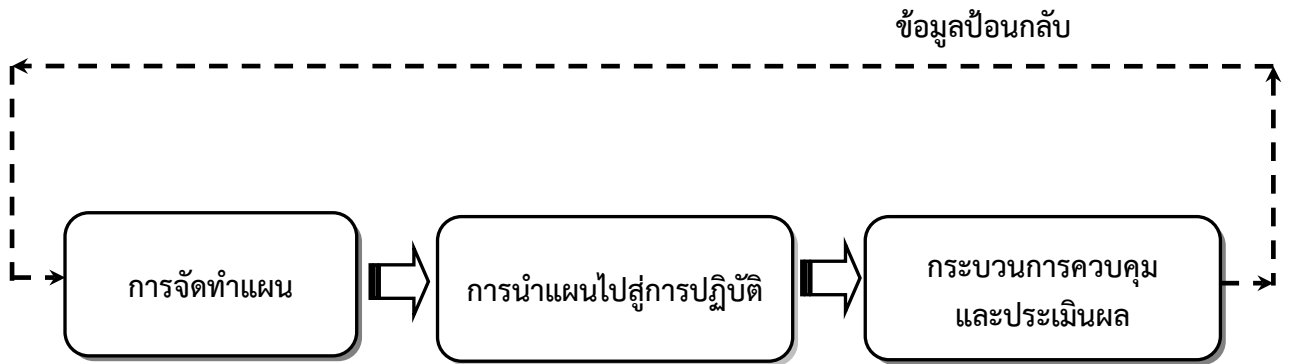 ข้อมูลป้อนกลับ
การจัดทำแผน
การนำแผนไปสู่การปฏิบัติ
กระบวนการควบคุม
และประเมินผล